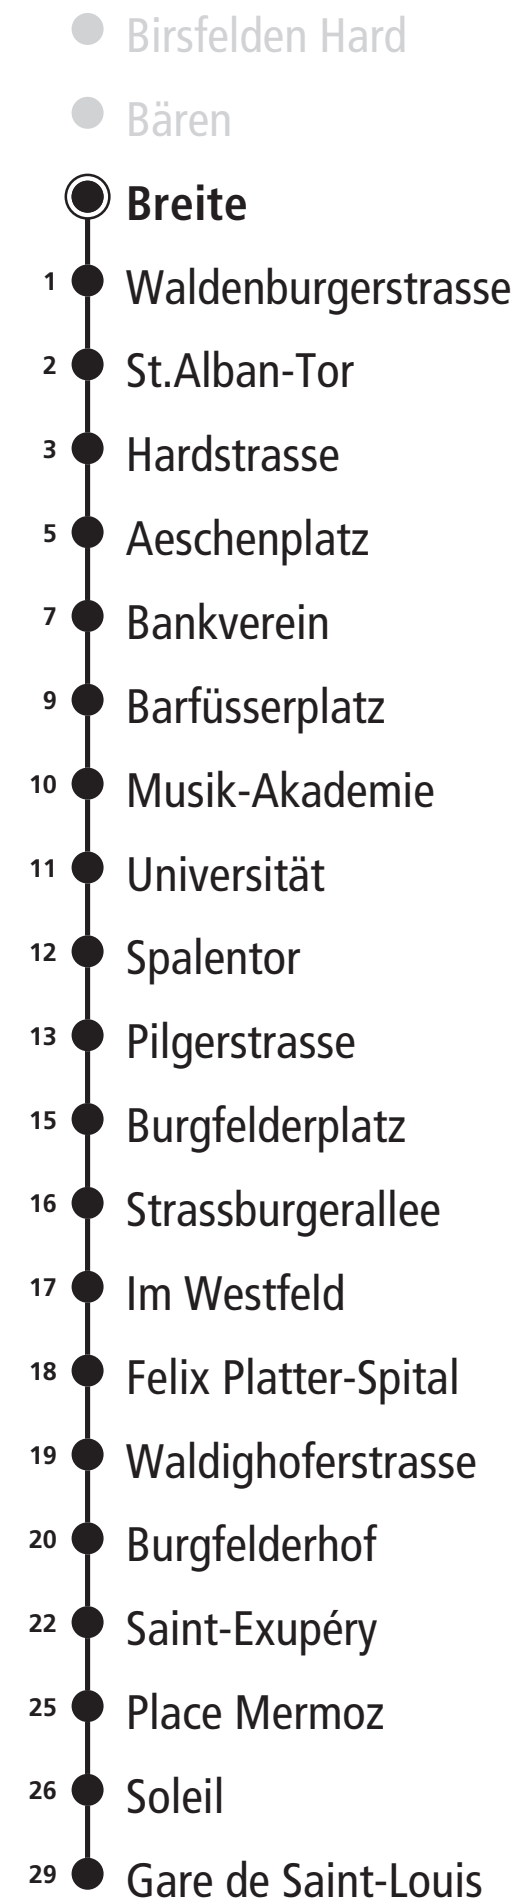 Birsfelden Hard
Bären
Breite
1 Waldenburgerstrasse
2 St.Alban-Tor
3 Hardstrasse
5 Aeschenplatz
7 Bankverein
9 Barfüsserplatz
10 Musik-Akademie
11 Universität
12 Spalentor
13 Pilgerstrasse
15 Burgfelderplatz
16 Strassburgerallee
17 Im Westfeld
18 Felix Platter-Spital
19 Waldighoferstrasse
20 Burgfelderhof
22 Saint-Exupéry
25 Place Mermoz
26 Soleil
29 Gare de Saint-Louis